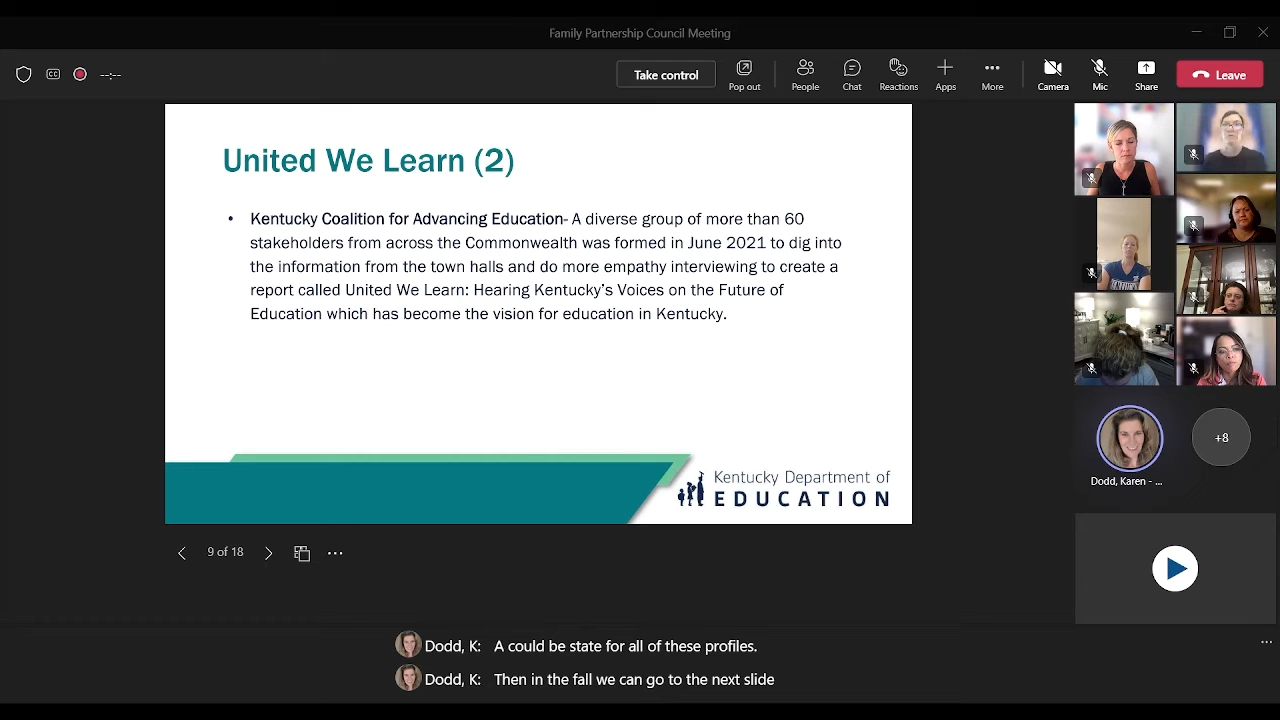 Family Partnership Council Meeting
CC
--:--
Take control
Pop out
People
Chat
Reactions
Apps
More
Camera
Mic
Share
Leave
United We Learn (2)
• Kentucky Coalition for Advancing Education- A diverse group of more than 60
stakeholders from across the Commonwealth was formed in June 2021 to dig into
the information from the town halls and do more empathy interviewing to create a
report called United We Learn: Hearing Kentucky's Voices on the Future of
Education which has become the vision for education in Kentucky.
Kentucky Department of
EDUCATION
+8
Dodd, Karen - ...
9 of 18
Dodd, K: A could be state for all of these profiles.
Dodd, K: Then in the fall we can go to the next slide